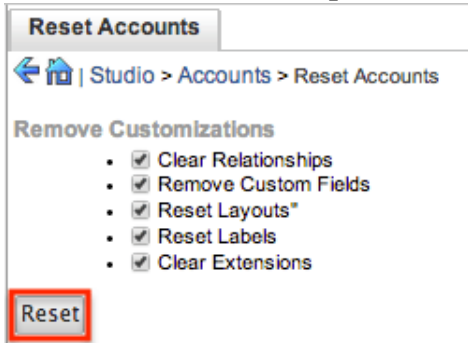 Reset Accounts
| Studio > Accounts > Reset Accounts
Remove Customizations
• Clear Relationships
• Remove Custom Fields
• Reset Layouts*
• Reset Labels
• Clear Extensions
Reset